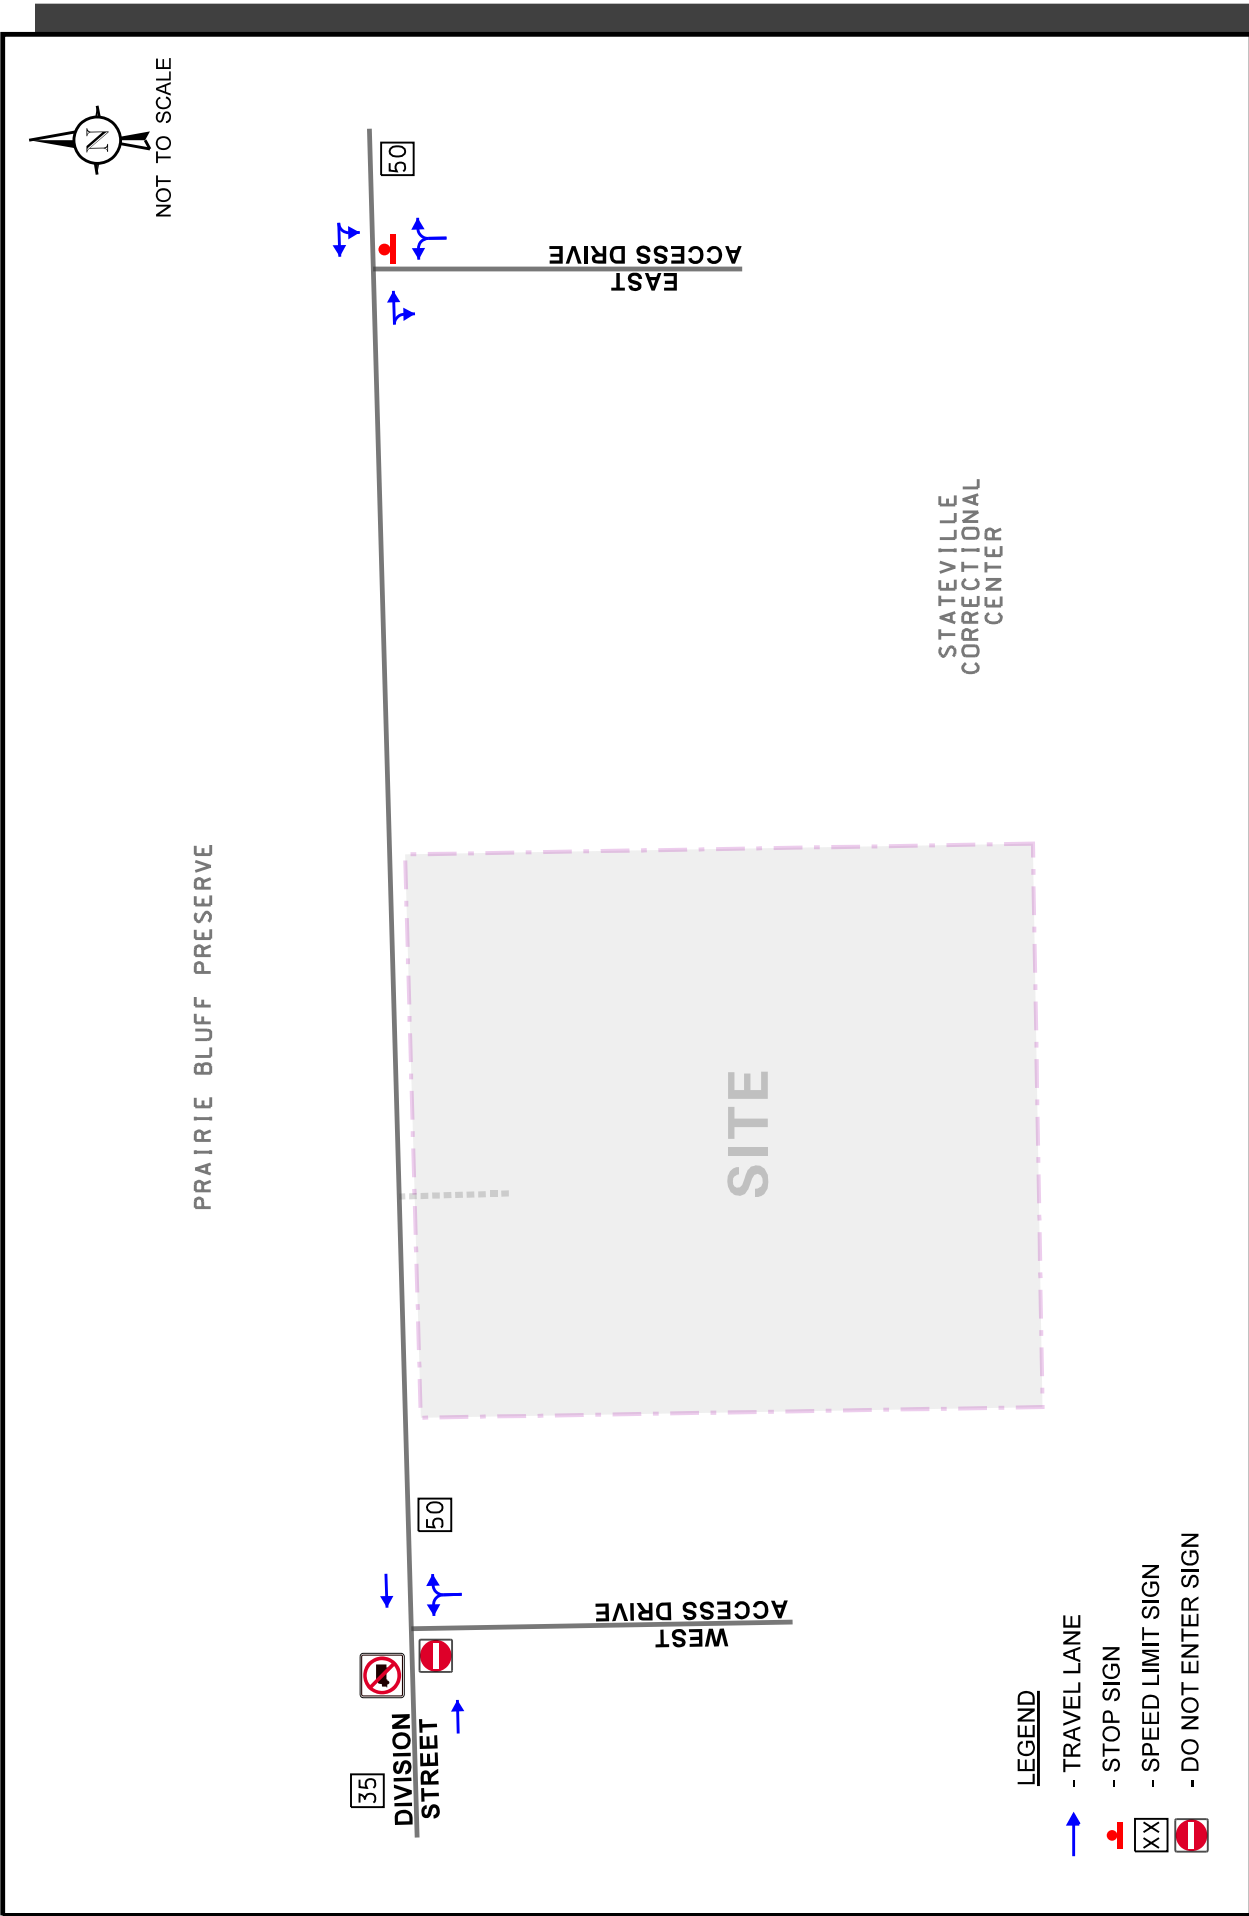 N
NOT TO SCALE
PRAIRIE BLUFF PRESERVE
35
DIVISION
STREET
50
50
WEST
ACCESS DRIVE
EAST
ACCESS DRIVE
SITE
STATEVILLE
CORRECTIONAL
CENTER
LEGEND
- TRAVEL LANE
- STOP SIGN
XX - SPEED LIMIT SIGN
- DO NOT ENTER SIGN